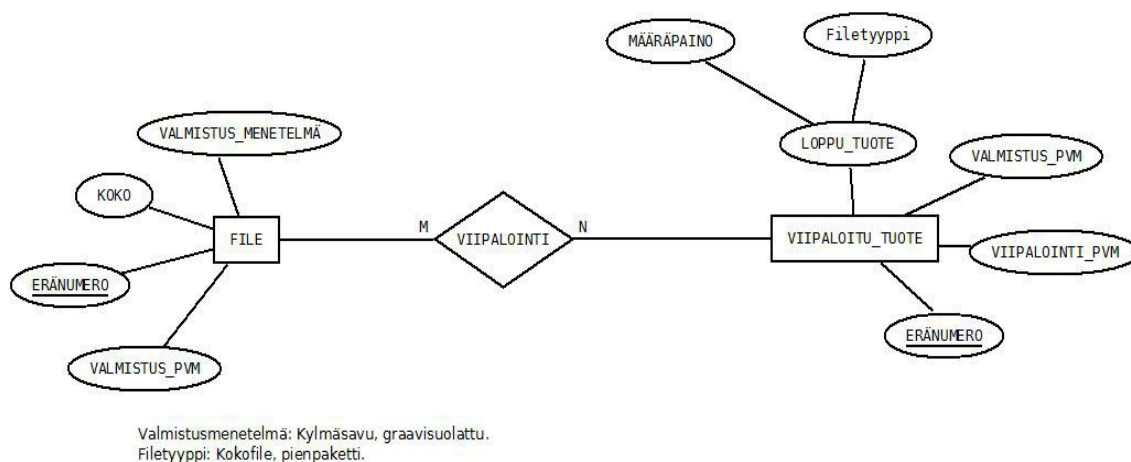 MÄÄRÄPAINO
Filetyyppi
VALMISTUS_MENETELMÄ
LOPPU_TUOTE
VALMISTUS_PVM
KOKO
FILE
M
VIIPALOINTI
N
VIIPALOITU_TUOTE
VIIPALOINTI_PVM
ERÄNUMERO
ERÄNUMERO
VALMISTUS_PVM
Valmistusmenetelmä: Kylmäsavu, graavisuolattu.
Filetyyppi: Kokofile, pienpaketti.